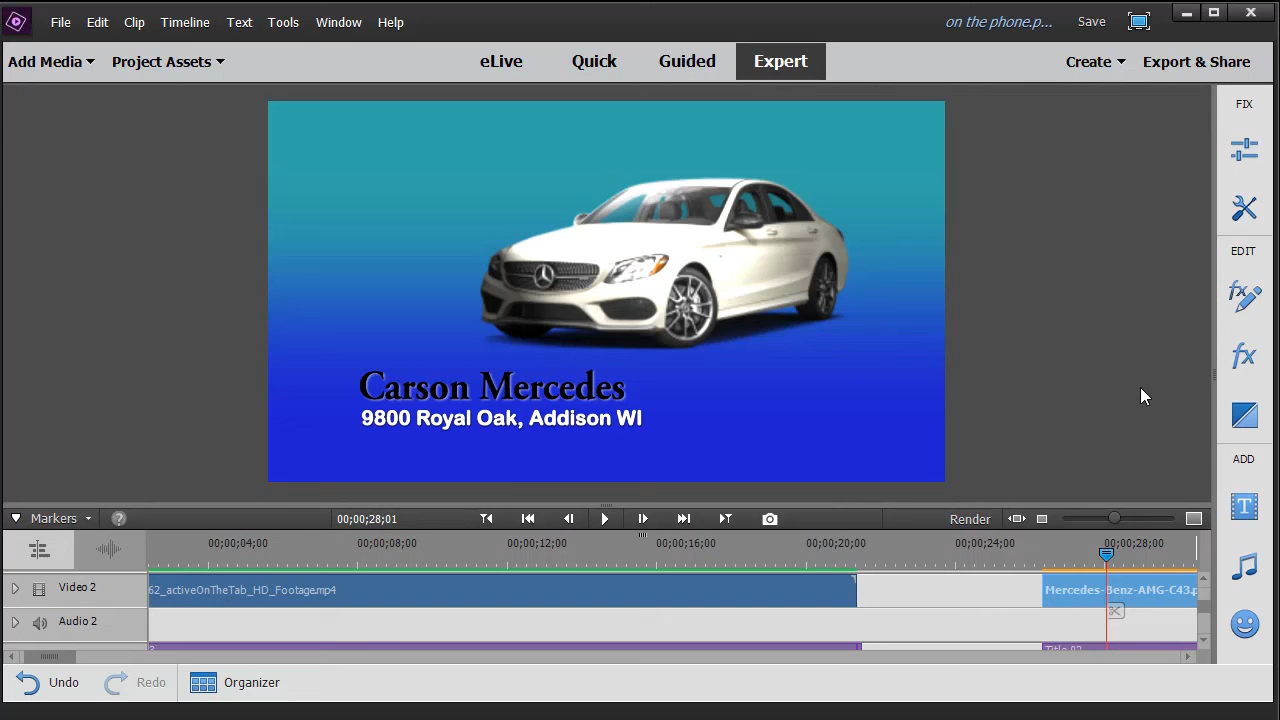 File Edit Clip Timeline Text Tools Window Help
on the phone.p... Save
Add Media Project Assets
eLive Quick Guided Expert
Create Export & Share
FIX
EDIT
ADD
Carson Mercedes
9800 Royal Oak, Addison WI
Markers ? 00;00;28;01 Render
00;00;04;00 00;00;08;00 00;00;12;00 00;00;16;00 00;00;20;00 00;00;24;00 00;00;28;00
Video 2 62_activeOnTheTab_HD_Footage.mp4 Mercedes-Benz-AMG-C43.p
Audio 2
Undo Redo Organizer